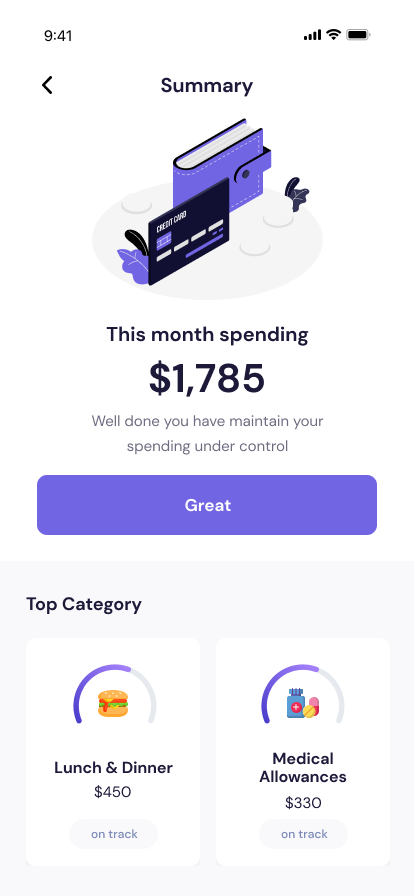 9:41
Summary
CREDIT CARD
This month spending
$1,785
Well done you have maintain your
spending under control
Great
Top Category
Lunch & Dinner
$450
on track
Medical
Allowances
$330
on track